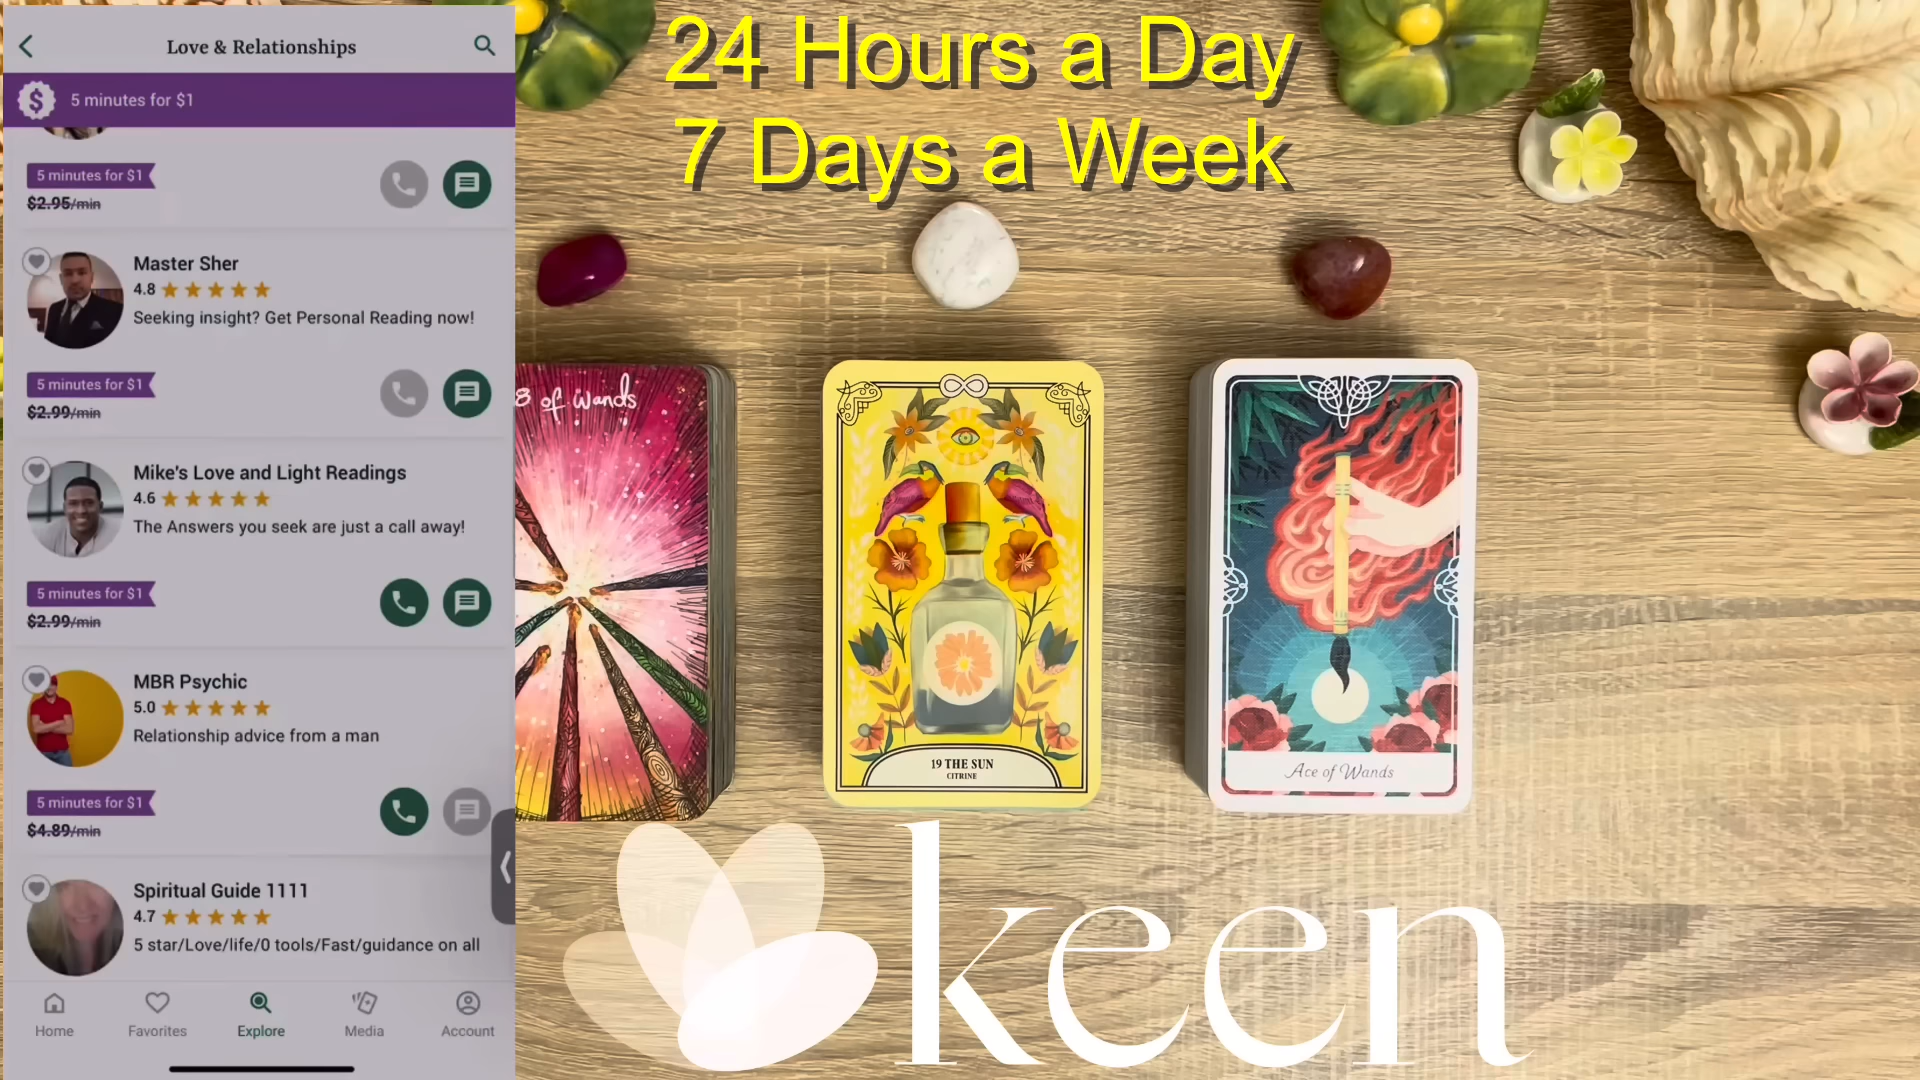 Love & Relationships
5 minutes for $1
5 minutes for $1
$2.95/min
Master Sher
4.8
Seeking insight? Get Personal Reading now!
5 minutes for $1
$2.99/min
Mike's Love and Light Readings
4.6
The Answers you seek are just a call away!
5 minutes for $1
$2.99/min
MBR Psychic
5.0
Relationship advice from a man
5 minutes for $1
$4.89/min
Spiritual Guide 1111
4.7
5 star/Love/life/0 tools/Fast/guidance on all
Home Favorites Explore Media Account
24 Hours a Day
7 Days a Week
8 of Wands
19 THE SUN
CITRINE
Ace of Wands
keen